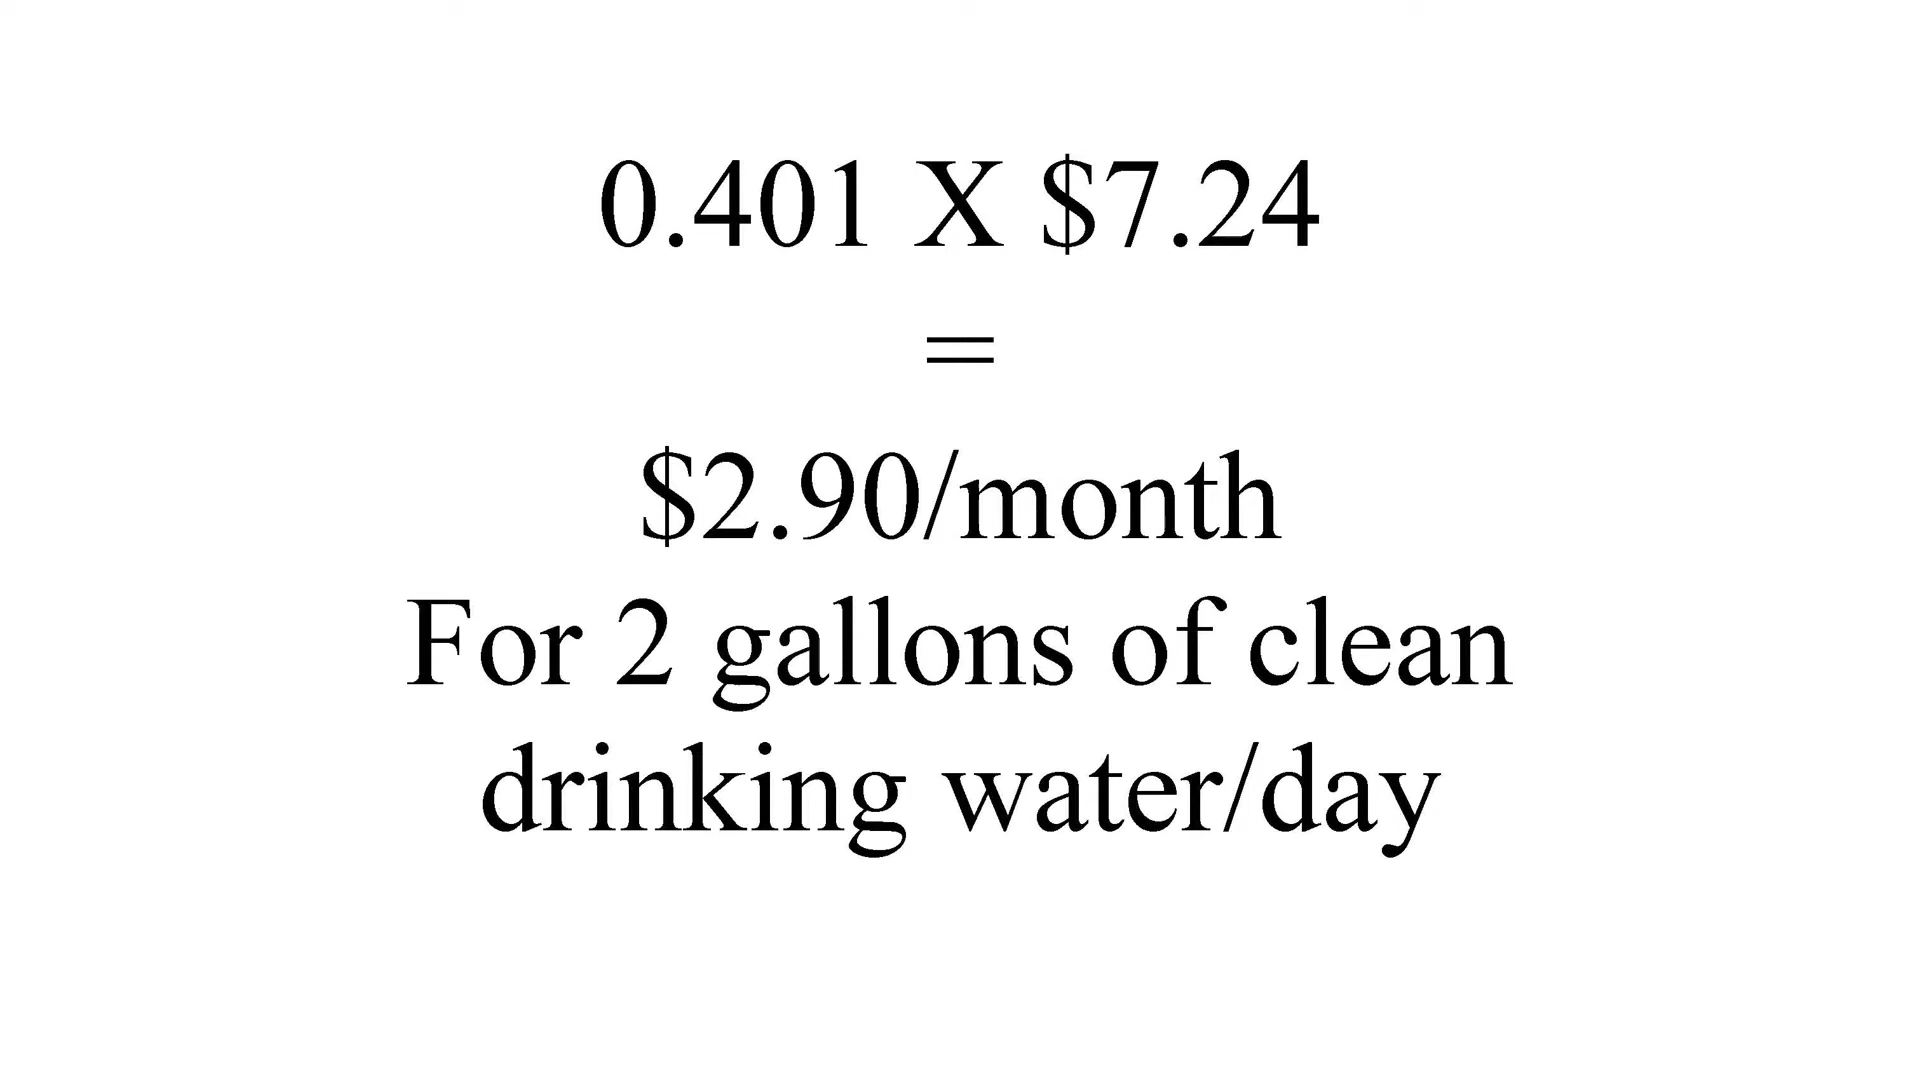 0.401 X $7.24
=
$2.90/month
For 2 gallons of clean
drinking water/day